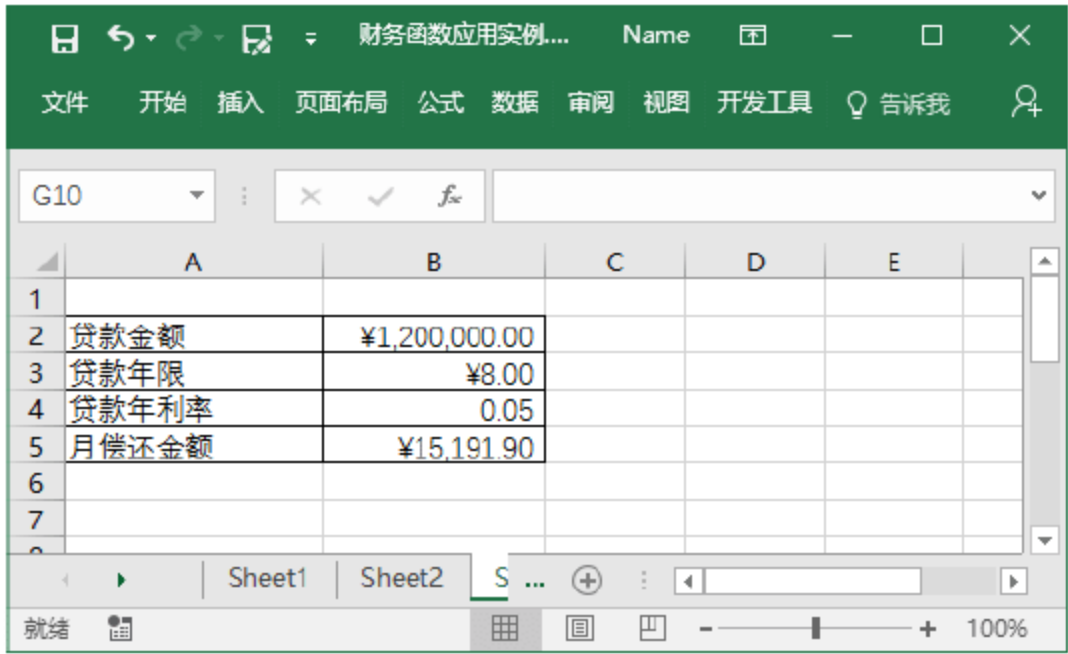 财务函数应用实例.... Name
文件 开始 插入 页面布局 公式 数据 审阅 视图 开发工具 告诉我
G10 fx
A B C D E
1
2 贷款金额 ¥1,200,000.00
3 贷款年限 ¥8.00
4 贷款年利率 0.05
5 月偿还金额 ¥15,191.90
6
7
Sheet1 Sheet2 S ...
就绪 100%